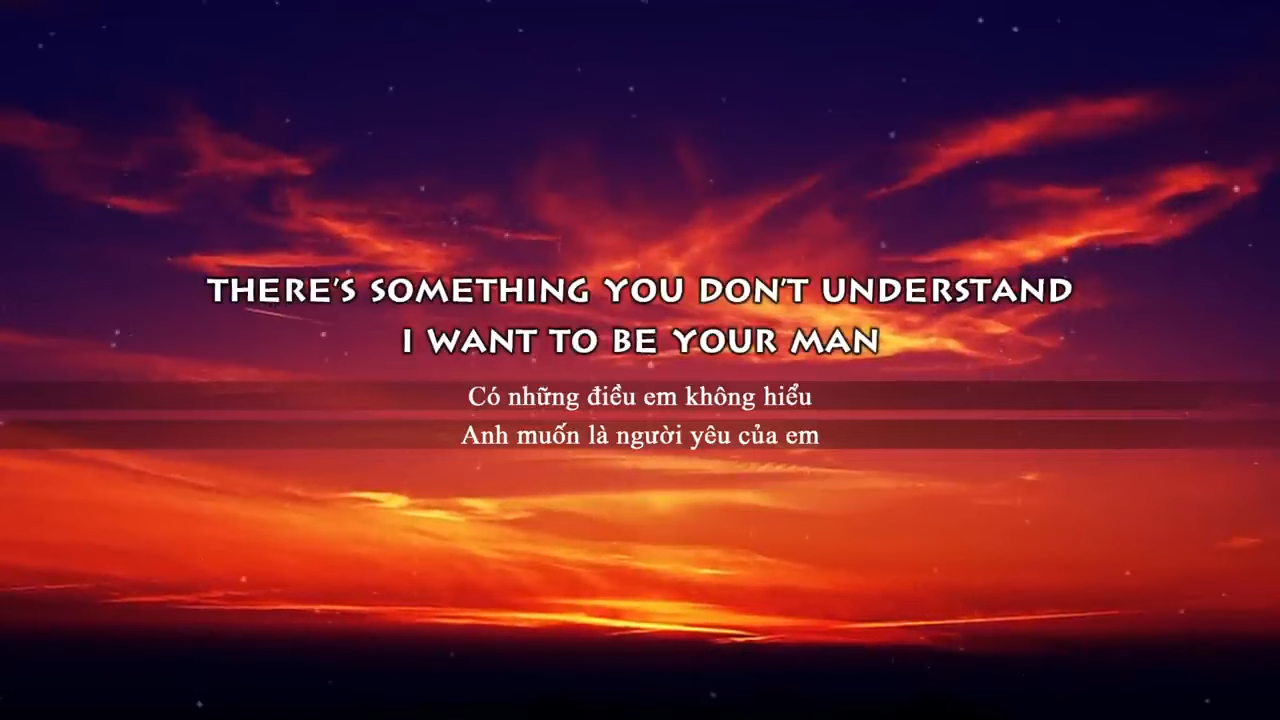 THERE'S SOMETHING YOU DON'T UNDERSTAND
I WANT TO BE YOUR MAN
Có những điều em không hiểu
Anh muốn là người yêu của em